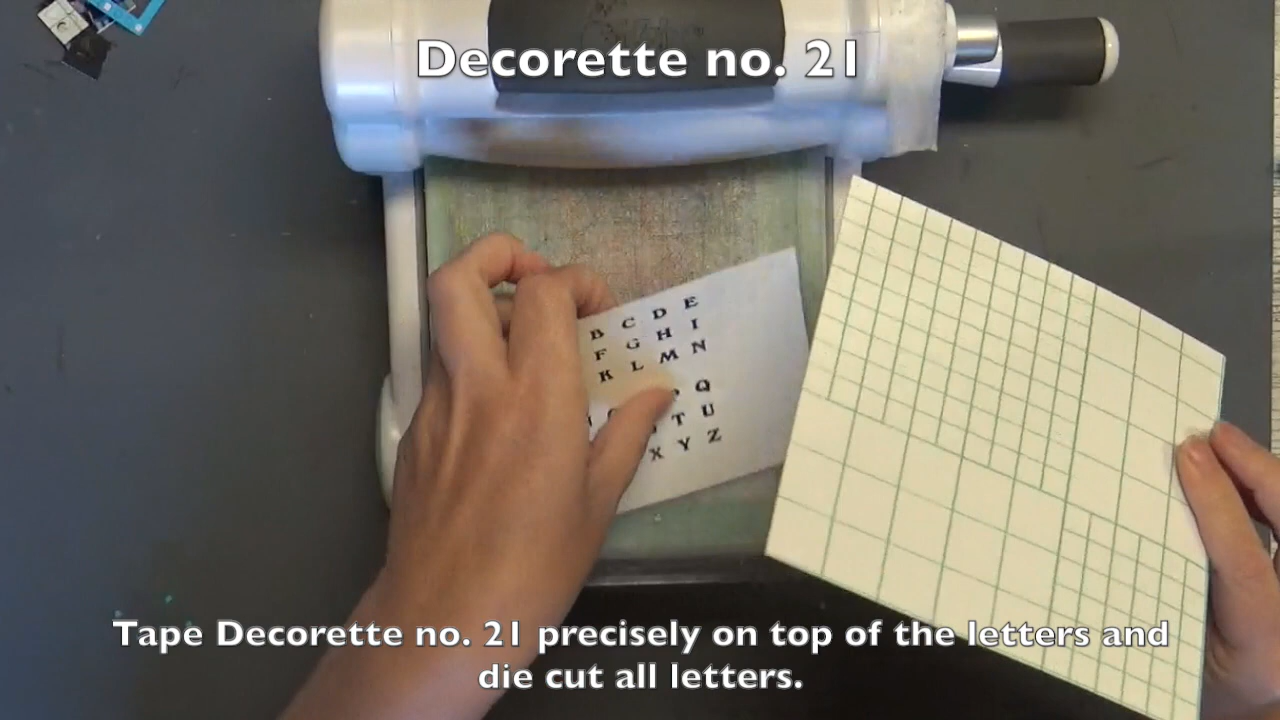 Decorette no. 21
B C D E
F G H I
K L M N
Q
T U
X Y Z
Tape Decorette no. 21 precisely on top of the letters and
die cut all letters.